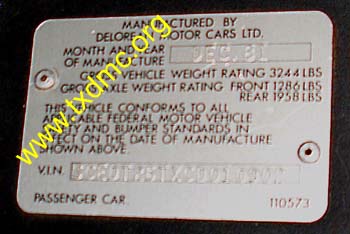 MANUFACTURED BY
DELOREAN MOTOR CARS LTD.
MONTH AND YEAR
OF MANUFACTURE DEC. 81
GROSS VEHICLE WEIGHT RATING 3244 LBS
GROSS AXLE WEIGHT RATING FRONT 1286 LBS
REAR 1958 LBS
THIS VEHICLE CONFORMS TO ALL
APPLICABLE FEDERAL MOTOR VEHICLE
SAFETY AND BUMPER STANDARDS IN
EFFECT ON THE DATE OF MANUFACTURE
SHOWN ABOVE.
V.I.N.
PASSENGER CAR. 110573
www.txdmc.org